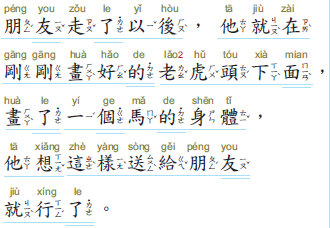 péng you zǒu le yǐ hòu tā jiù zài
朋友走了以後，他就在
gāng gāng huà hǎo de lǎo2 hǔ tóu xià mian
剛剛畫好的老虎頭下面，
huà le yí ge mǎ de shēn tǐ
畫了一個馬的身體，
tā xiǎng zhè yàng sòng gěi péng you
他想這樣送給朋友
jiù xíng le
就行了。